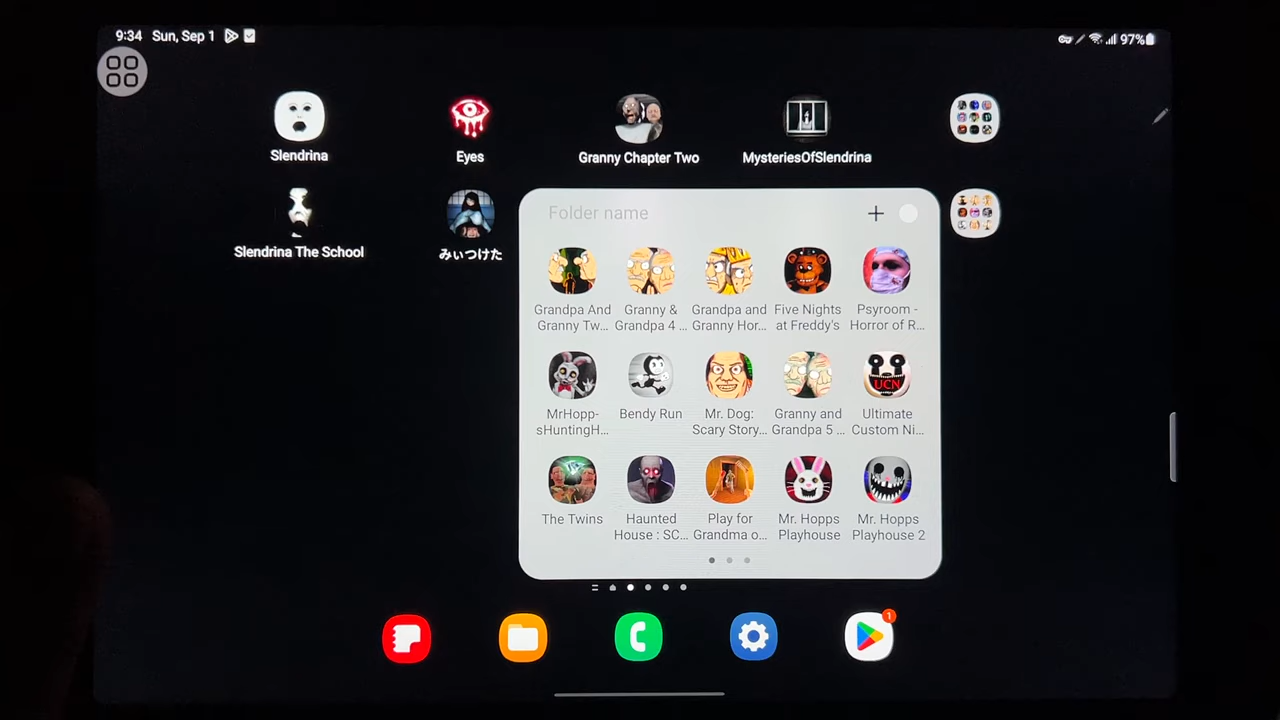 9:34 Sun, Sep 1
97%
Slendrina
Eyes
Granny Chapter Two
MysteriesOfSlendrina
Slendrina The School
みぃつけた
Folder name
Grandpa And
Granny Tw...
Granny &
Grandpa 4 ...
Grandpa and
Granny Hor...
Five Nights
at Freddy's
Psyroom -
Horror of R...
MrHopp-
sHuntingH...
Bendy Run
Mr. Dog:
Scary Story...
Granny and
Grandpa 5 ...
UCN
Ultimate
Custom Ni...
The Twins
Haunted
House : SC...
Play for
Grandma o...
Mr. Hopps
Playhouse
Mr. Hopps
Playhouse 2
1